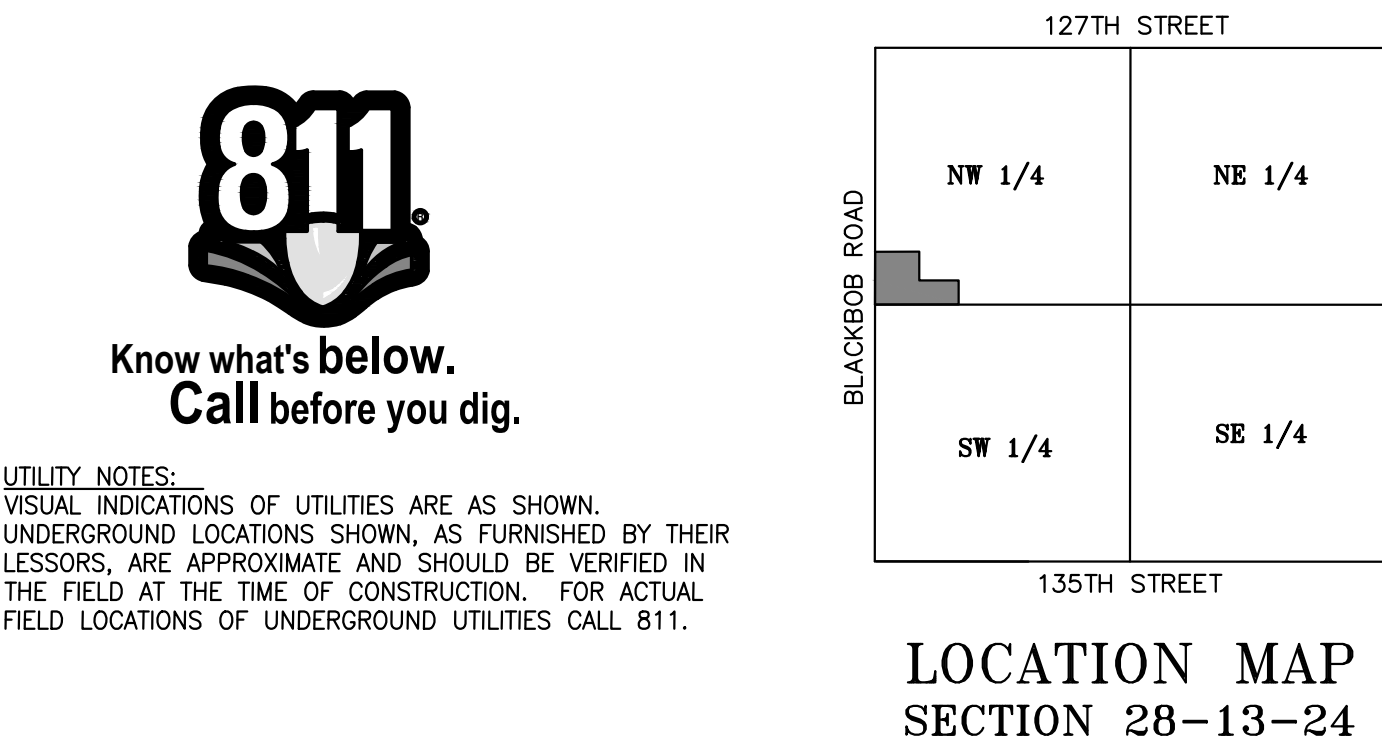 811®
Know what's below.
Call before you dig.
UTILITY NOTES:
VISUAL INDICATIONS OF UTILITIES ARE AS SHOWN.
UNDERGROUND LOCATIONS SHOWN, AS FURNISHED BY THEIR
LESSORS, ARE APPROXIMATE AND SHOULD BE VERIFIED IN
THE FIELD AT THE TIME OF CONSTRUCTION. FOR ACTUAL
FIELD LOCATIONS OF UNDERGROUND UTILITIES CALL 811.
127TH STREET
NW 1/4
NE 1/4
BLACKBOB ROAD
SW 1/4
SE 1/4
135TH STREET
LOCATION MAP
SECTION 28-13-24